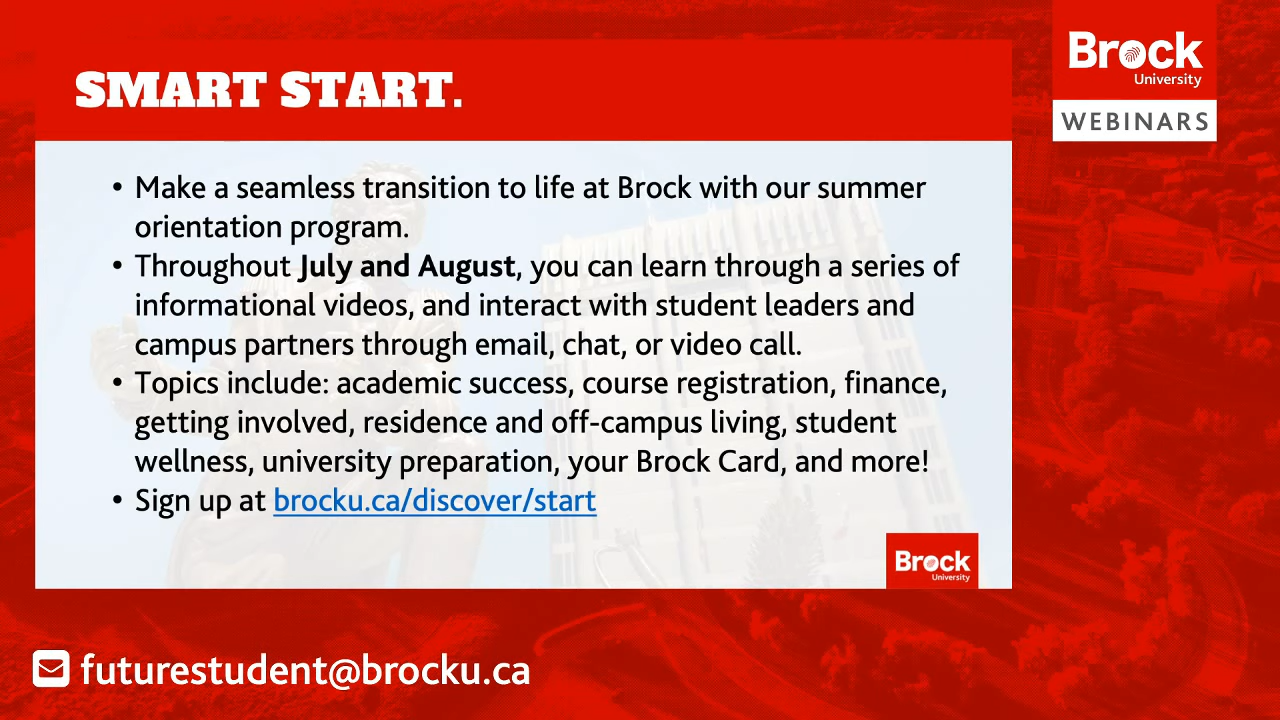 SMART START.
Brock
University
WEBINARS
• Make a seamless transition to life at Brock with our summer
orientation program.
• Throughout July and August, you can learn through a series of
informational videos, and interact with student leaders and
campus partners through email, chat, or video call.
• Topics include: academic success, course registration, finance,
getting involved, residence and off-campus living, student
wellness, university preparation, your Brock Card, and more!
• Sign up at brocku.ca/discover/start
Brock
University
futurestudent@brocku.ca